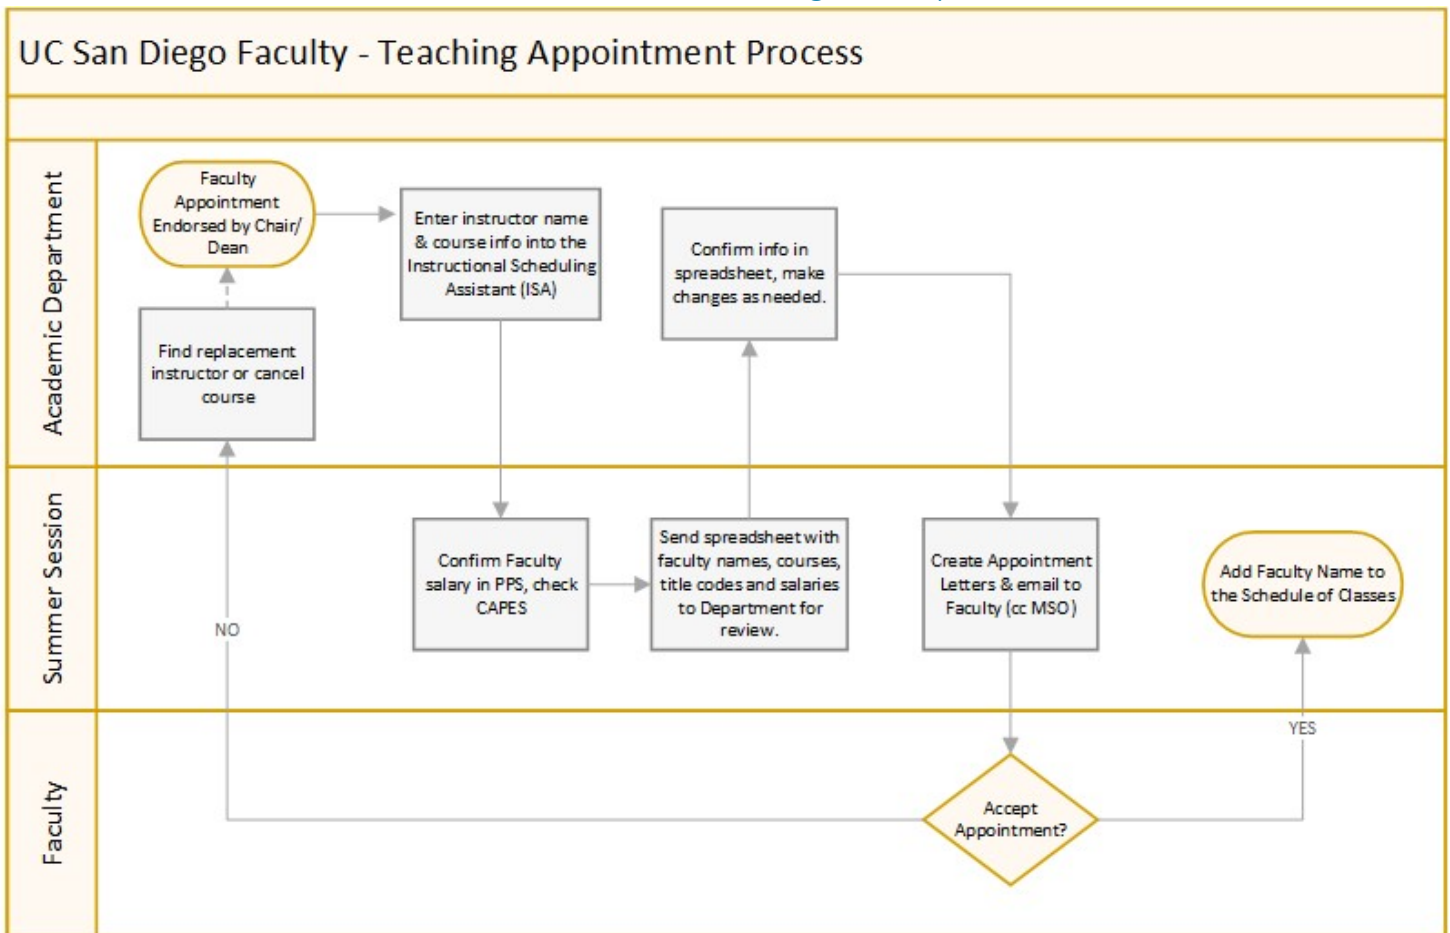 UC San Diego Faculty - Teaching Appointment Process
Academic Department
Faculty
Appointment
Endorsed by Chair/
Dean
Enter instructor name
& course info into the
Instructional Scheduling
Assistant (ISA)
Confirm info in
spreadsheet, make
changes as needed.
Find replacement
instructor or cancel
course
Summer Session
Confirm Faculty
salary in PPS, check
CAPES
Send spreadsheet with
faculty names, courses,
title codes and salaries
to Department for
review.
Create Appointment
Letters & email to
Faculty (cc MSO)
Add Faculty Name to
the Schedule of Classes
NO
YES
Faculty
Accept
Appointment?